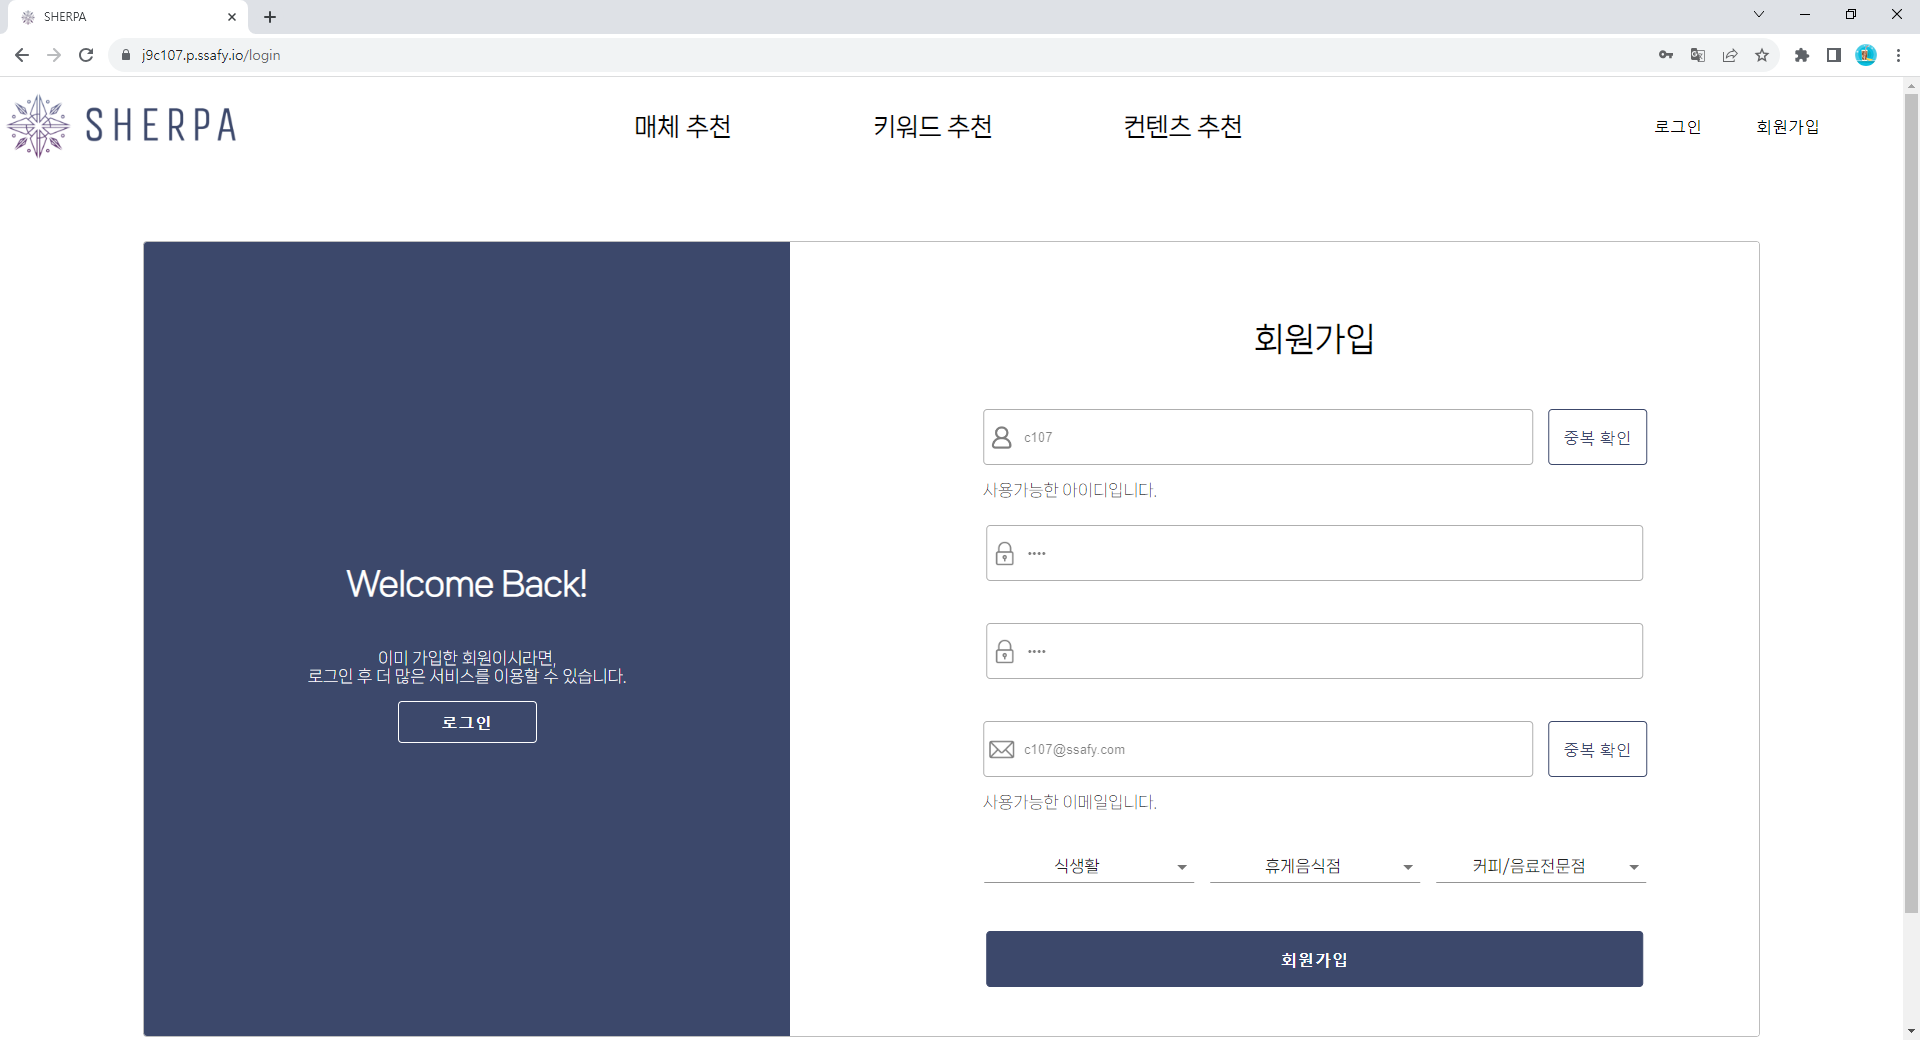 SHERPA
j9c107.p.ssafy.io/login
SHERPA
매체 추천
키워드 추천
컨텐츠 추천
로그인
회원가입
Welcome Back!
이미 가입한 회원이시라면,
로그인 후 더 많은 서비스를 이용할 수 있습니다.
로그인
회원가입
c107
중복 확인
사용가능한 아이디입니다.
••••
••••
c107@ssafy.com
중복 확인
사용가능한 이메일입니다.
식생활
휴게음식점
커피/음료전문점
회원가입